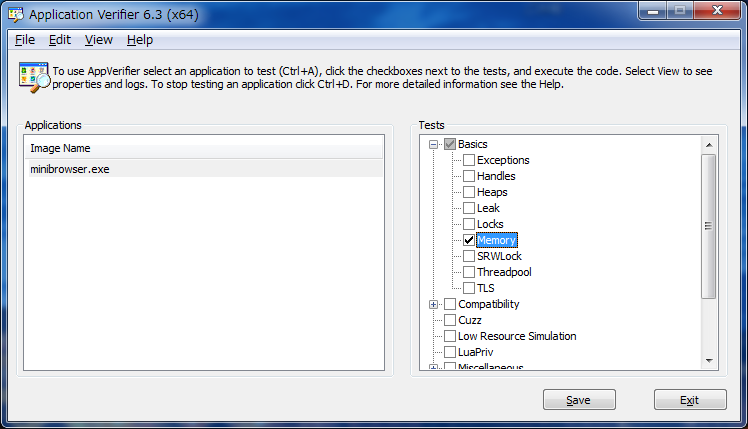 Application Verifier 6.3 (x64)
File Edit View Help
To use AppVerifier select an application to test (Ctrl+A), click the checkboxes next to the tests, and execute the code. Select View to see
properties and logs. To stop testing an application click Ctrl+D. For more detailed information see the Help.
Applications
Image Name
minibrowser.exe
Tests
Basics
Exceptions
Handles
Heaps
Leak
Locks
Memory
SRWLock
Threadpool
TLS
Compatibility
Cuzz
Low Resource Simulation
LuaPriv
Miscellaneous
Save
Exit